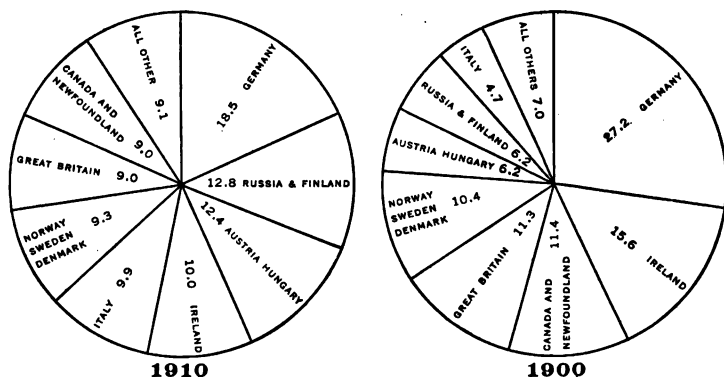 ALL OTHER 9.1
18.5 GERMANY
12.8 RUSSIA & FINLAND
12.4 AUSTRIA HUNGARY
10.0 IRELAND
ITALY 9.9
NORWAY
SWEDEN 9.3
DENMARK
GREAT BRITAIN 9.0
CANADA AND
NEWFOUNDLAND 9.0
1910
ALL OTHERS 7.0
27.2 GERMANY
15.6 IRELAND
11.4
CANADA AND
NEWFOUNDLAND
GREAT BRITAIN 11.3
NORWAY
SWEDEN 10.4
DENMARK
AUSTRIA HUNGARY 6.2
RUSSIA & FINLAND 6.2
ITALY 4.7
1900